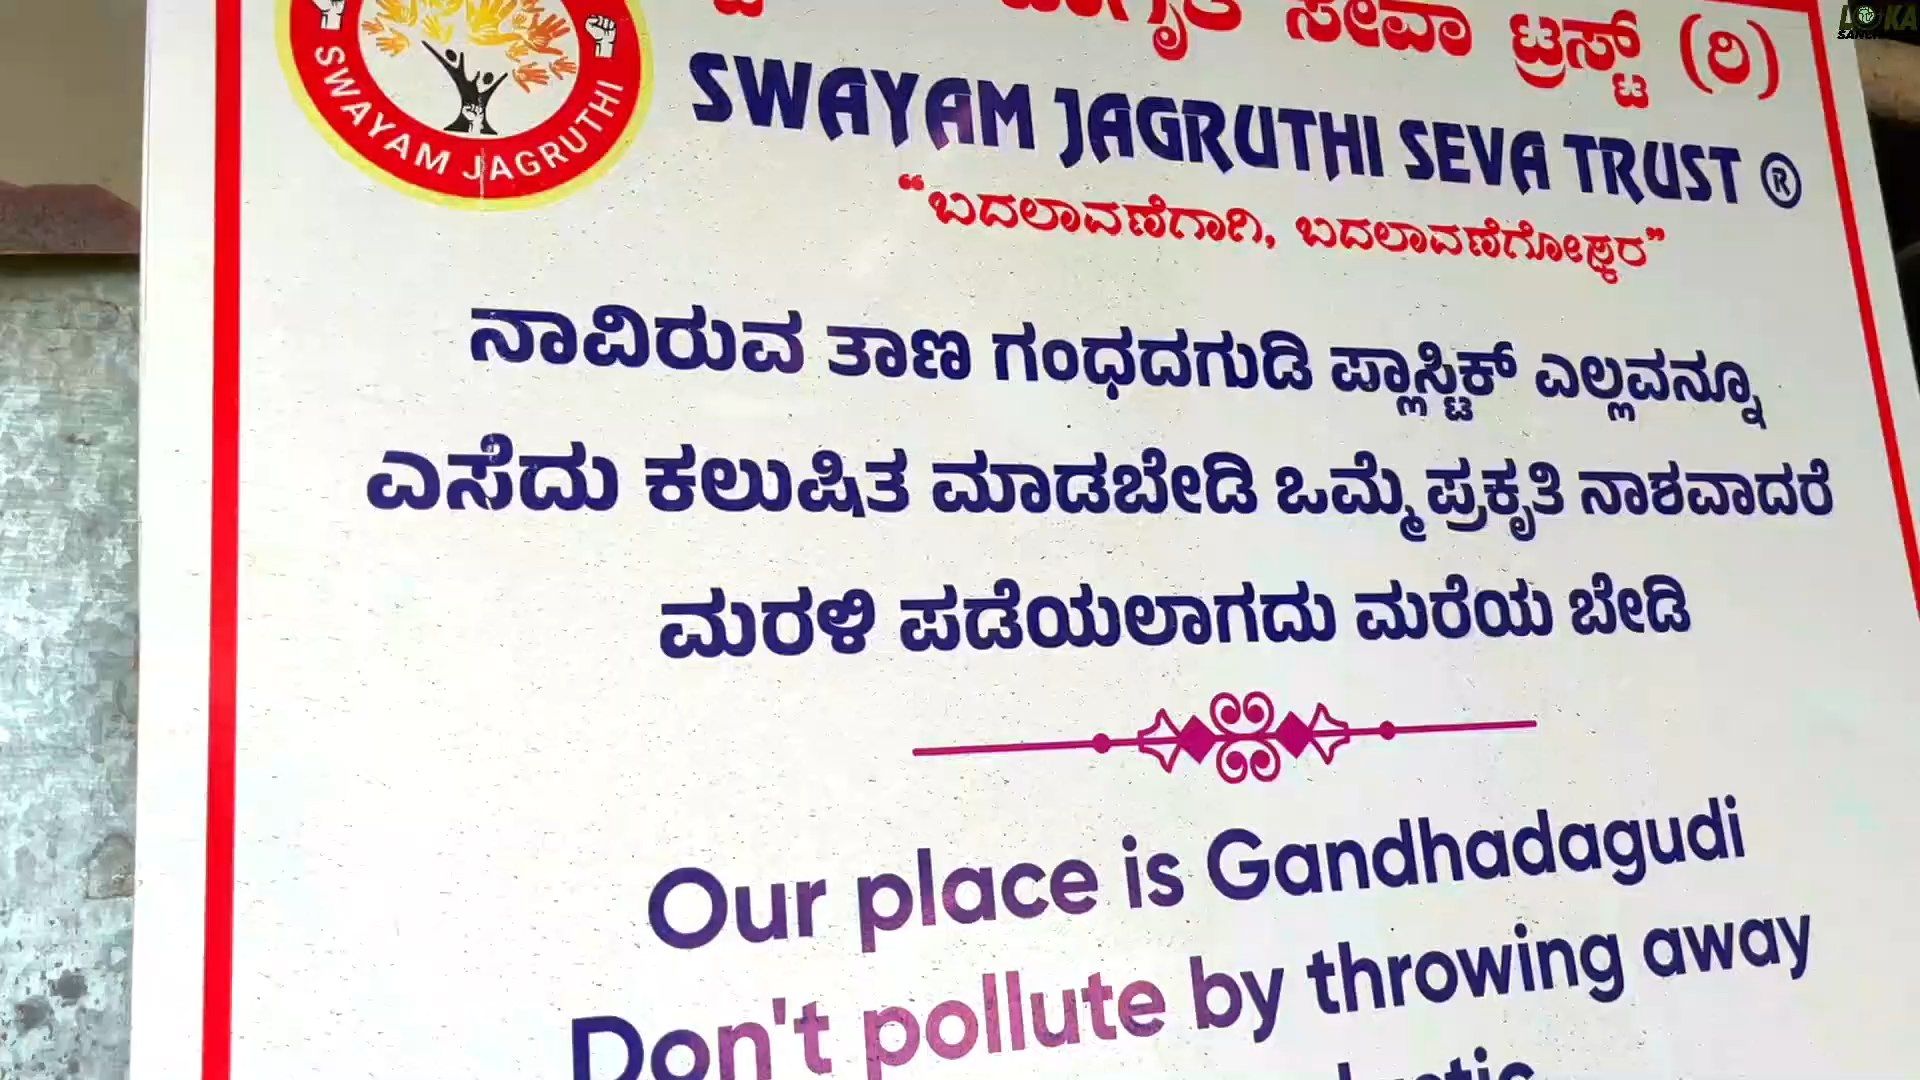 ಸೇವಾ ಟ್ರಸ್ಟ್ (ರಿ)
SWAYAM JAGRUTHI
SWAYAM JAGRUTHI SEVA TRUST ®
“ಬದಲಾವಣೆಗಾಗಿ, ಬದಲಾವಣೆಗೋಸ್ಕರ”
ನಾವಿರುವ ತಾಣ ಗಂಧದಗುಡಿ ಪ್ಲಾಸ್ಟಿಕ್ ಎಲ್ಲವನ್ನೂ
ಎಸೆದು ಕಲುಷಿತ ಮಾಡಬೇಡಿ ಒಮ್ಮೆ ಪ್ರಕೃತಿ ನಾಶವಾದರೆ
ಮರಳಿ ಪಡೆಯಲಾಗದು ಮರೆಯ ಬೇಡಿ
Our place is Gandhadagudi
Don't pollute by throwing away